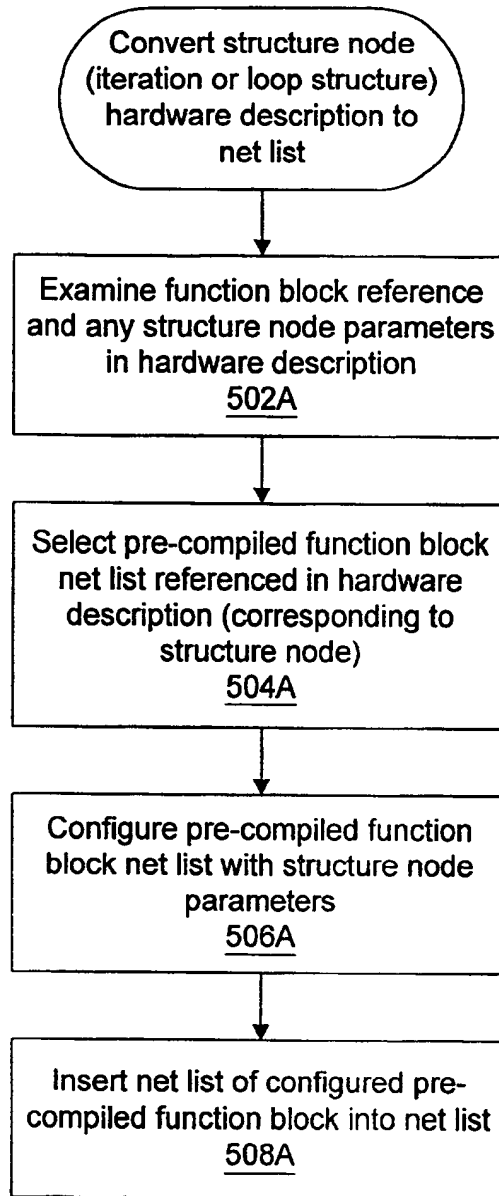 Convert structure node
(iteration or loop structure)
hardware description to
net list
Examine function block reference
and any structure node parameters
in hardware description
502A
Select pre-compiled function block
net list referenced in hardware
description (corresponding to
structure node)
504A
Configure pre-compiled function
block net list with structure node
parameters
506A
Insert net list of configured pre-
compiled function block into net list
508A